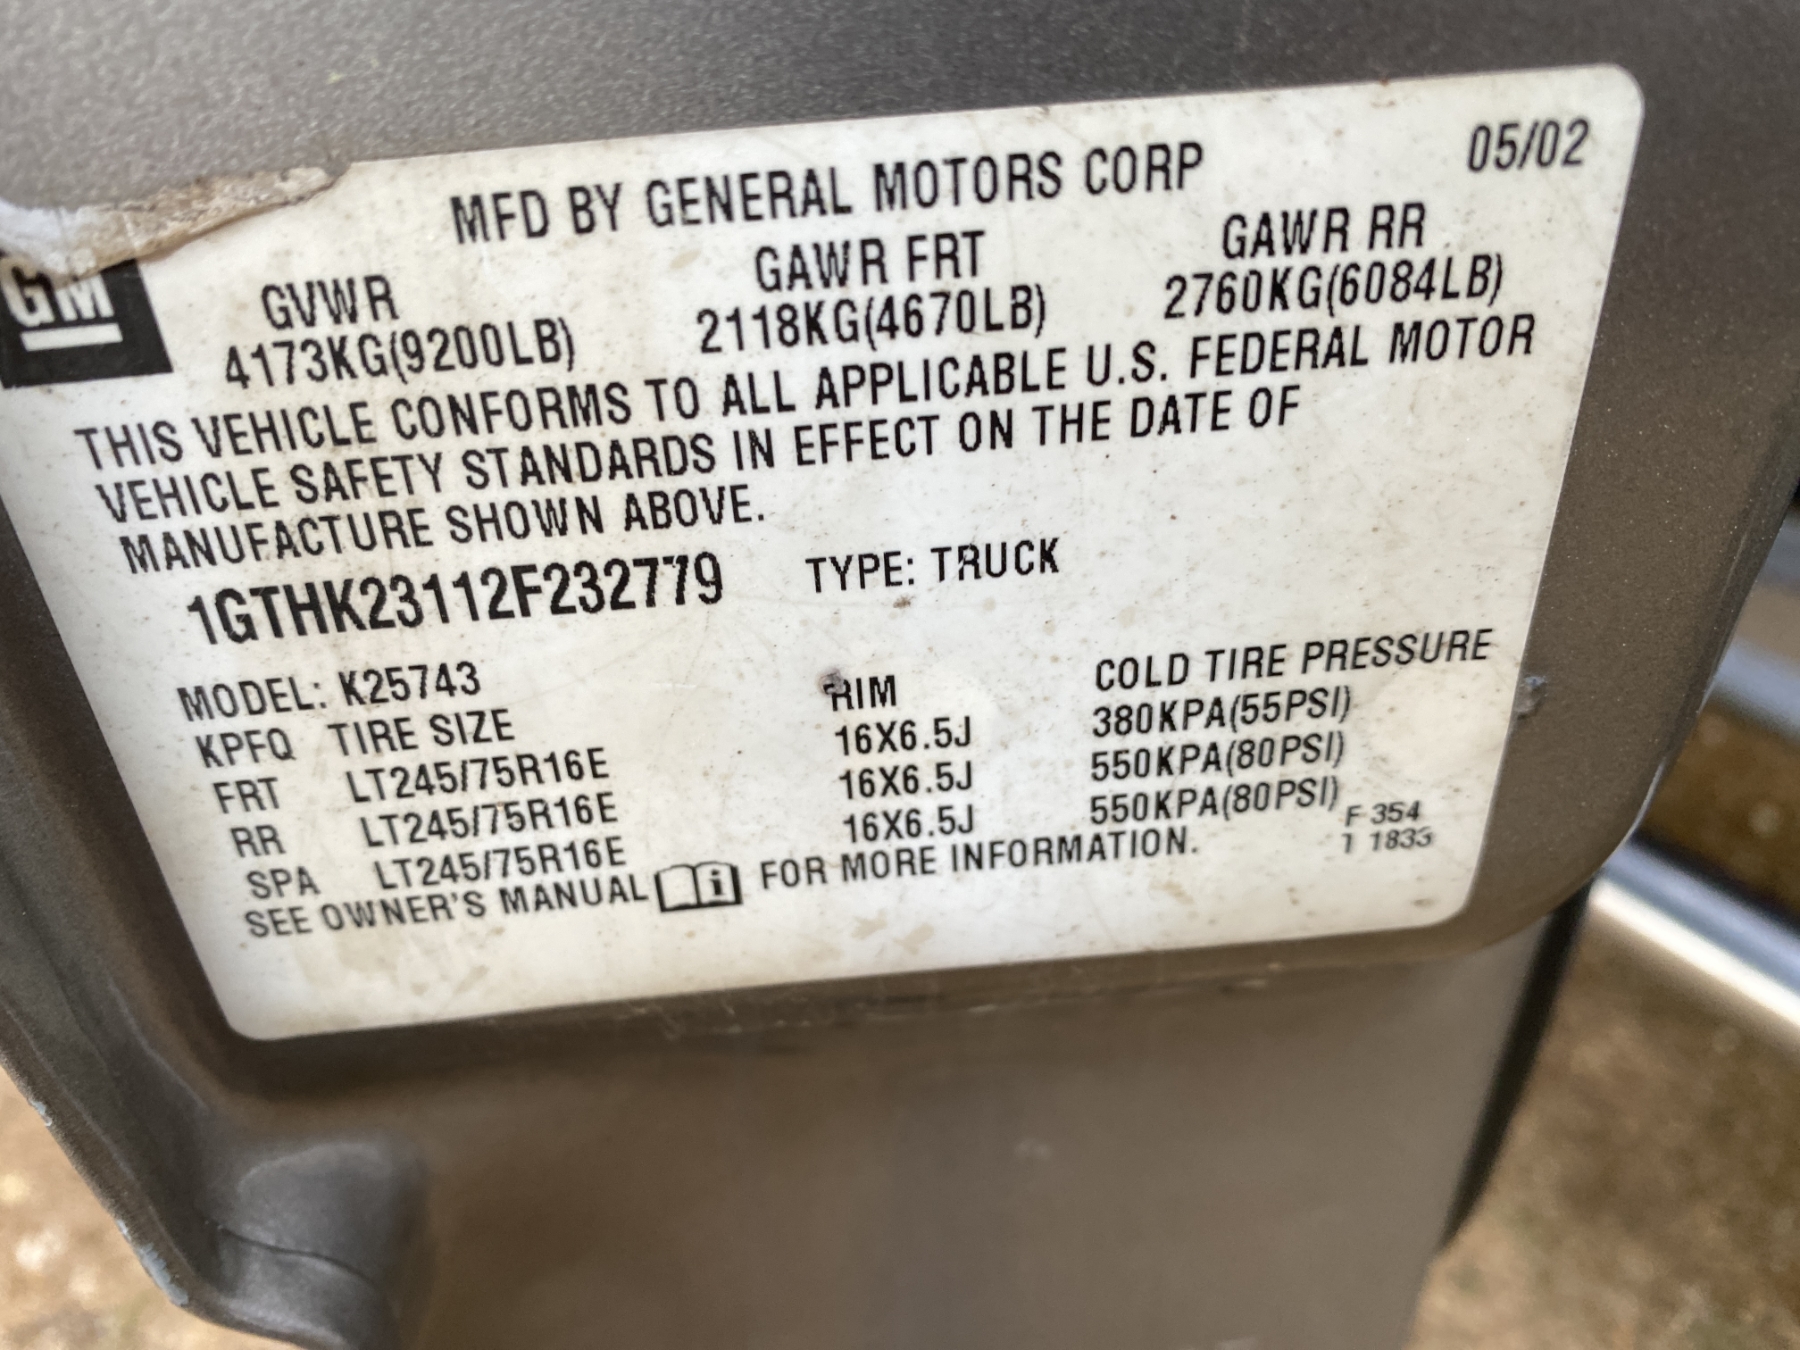 MFD BY GENERAL MOTORS CORP 05/02
GM
GVWR GAWR FRT GAWR RR
4173KG(9200LB) 2118KG(4670LB) 2760KG(6084LB)
THIS VEHICLE CONFORMS TO ALL APPLICABLE U.S. FEDERAL MOTOR
VEHICLE SAFETY STANDARDS IN EFFECT ON THE DATE OF
MANUFACTURE SHOWN ABOVE.
1GTHK23112F232779 TYPE: TRUCK
MODEL: K25743 RIM COLD TIRE PRESSURE
KPFQ TIRE SIZE
FRT LT245/75R16E 16X6.5J 380KPA(55PSI)
RR LT245/75R16E 16X6.5J 550KPA(80PSI)
SPA LT245/75R16E 16X6.5J 550KPA(80PSI)
SEE OWNER'S MANUAL i FOR MORE INFORMATION.
F 354
1 1833